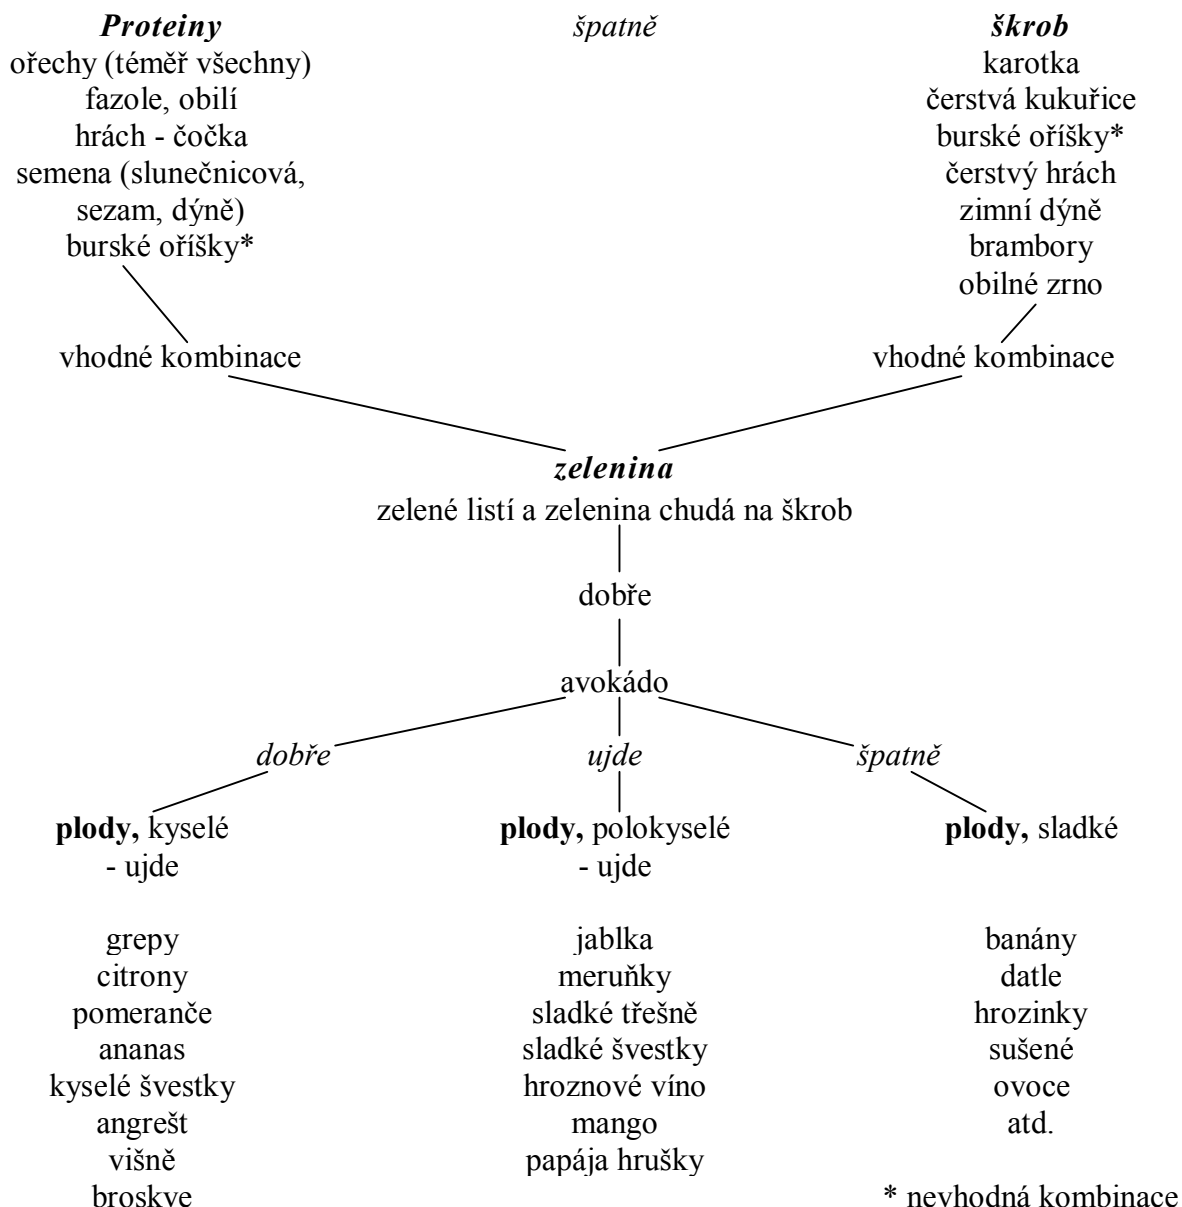 Proteiny špatně škrob
ořechy (téměř všechny) karotka
fazole, obilí čerstvá kukuřice
hrách - čočka burské oříšky*
semena (slunečnicová, čerstvý hrách
sezam, dýně) zimní dýně
burské oříšky* brambory
obilné zrno
vhodné kombinace vhodné kombinace
zelenina
zelené listí a zelenina chudá na škrob
dobře
avokádo
dobře ujde špatně
plody, kyselé plody, polokyselé plody, sladké
- ujde - ujde
grepy jablka banány
citrony meruňky datle
pomeranče sladké třešně hrozinky
ananas sladké švestky sušené
kyselé švestky hroznové víno ovoce
angrešt mango atd.
višně papája hrušky
broskve * nevhodná kombinace